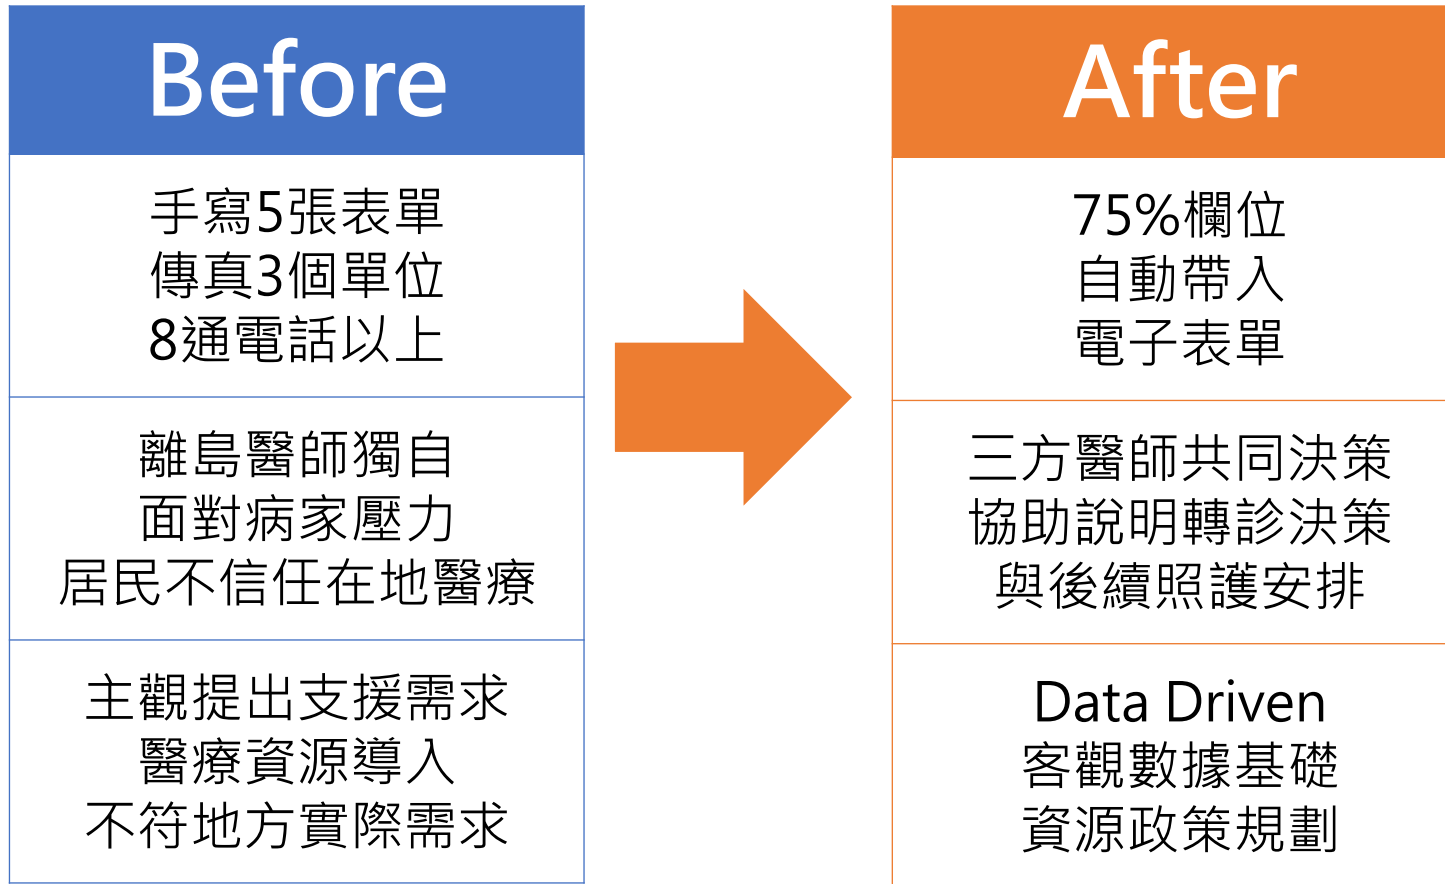 Before
手寫5張表單
傳真3個單位
8通電話以上
離島醫師獨自
面對病家壓力
居民不信任在地醫療
主觀提出支援需求
醫療資源導入
不符地方實際需求
After
75%欄位
自動帶入
電子表單
三方醫師共同決策
協助說明轉診決策
與後續照護安排
Data Driven
客觀數據基礎
資源政策規劃